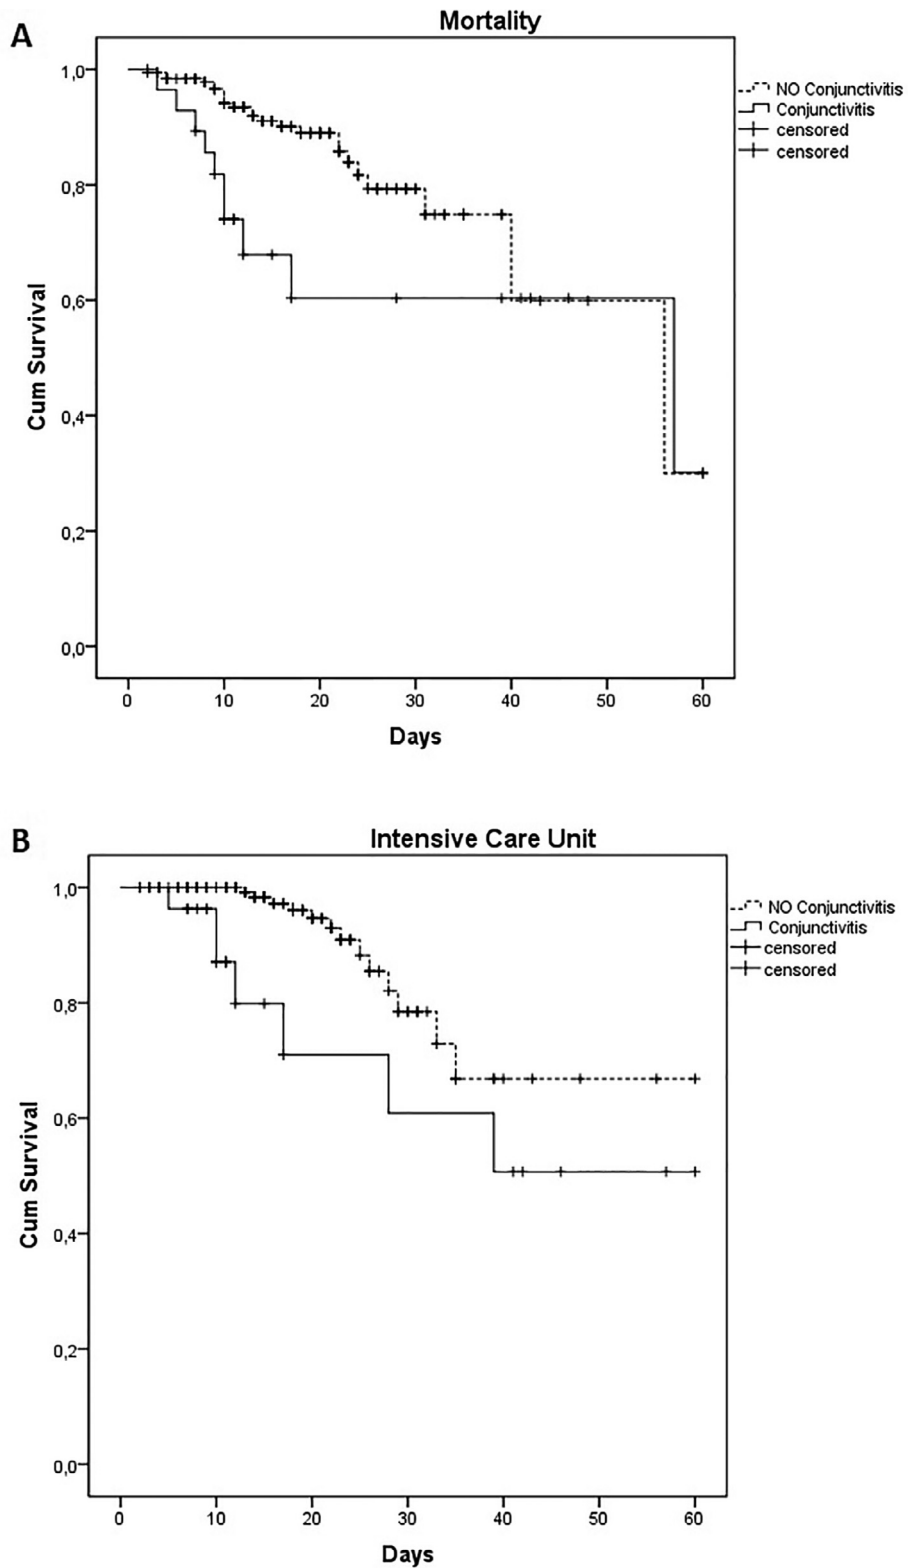 A
Mortality
1,0
0,8
0,6
0,4
0,2
0,0
Cum Survival
0
10
20
30
40
50
60
Days
NO Conjunctivitis
Conjunctivitis
censored
censored
B
Intensive Care Unit
1,0
0,8
0,6
0,4
0,2
0,0
Cum Survival
0
10
20
30
40
50
60
Days
NO Conjunctivitis
Conjunctivitis
censored
censored